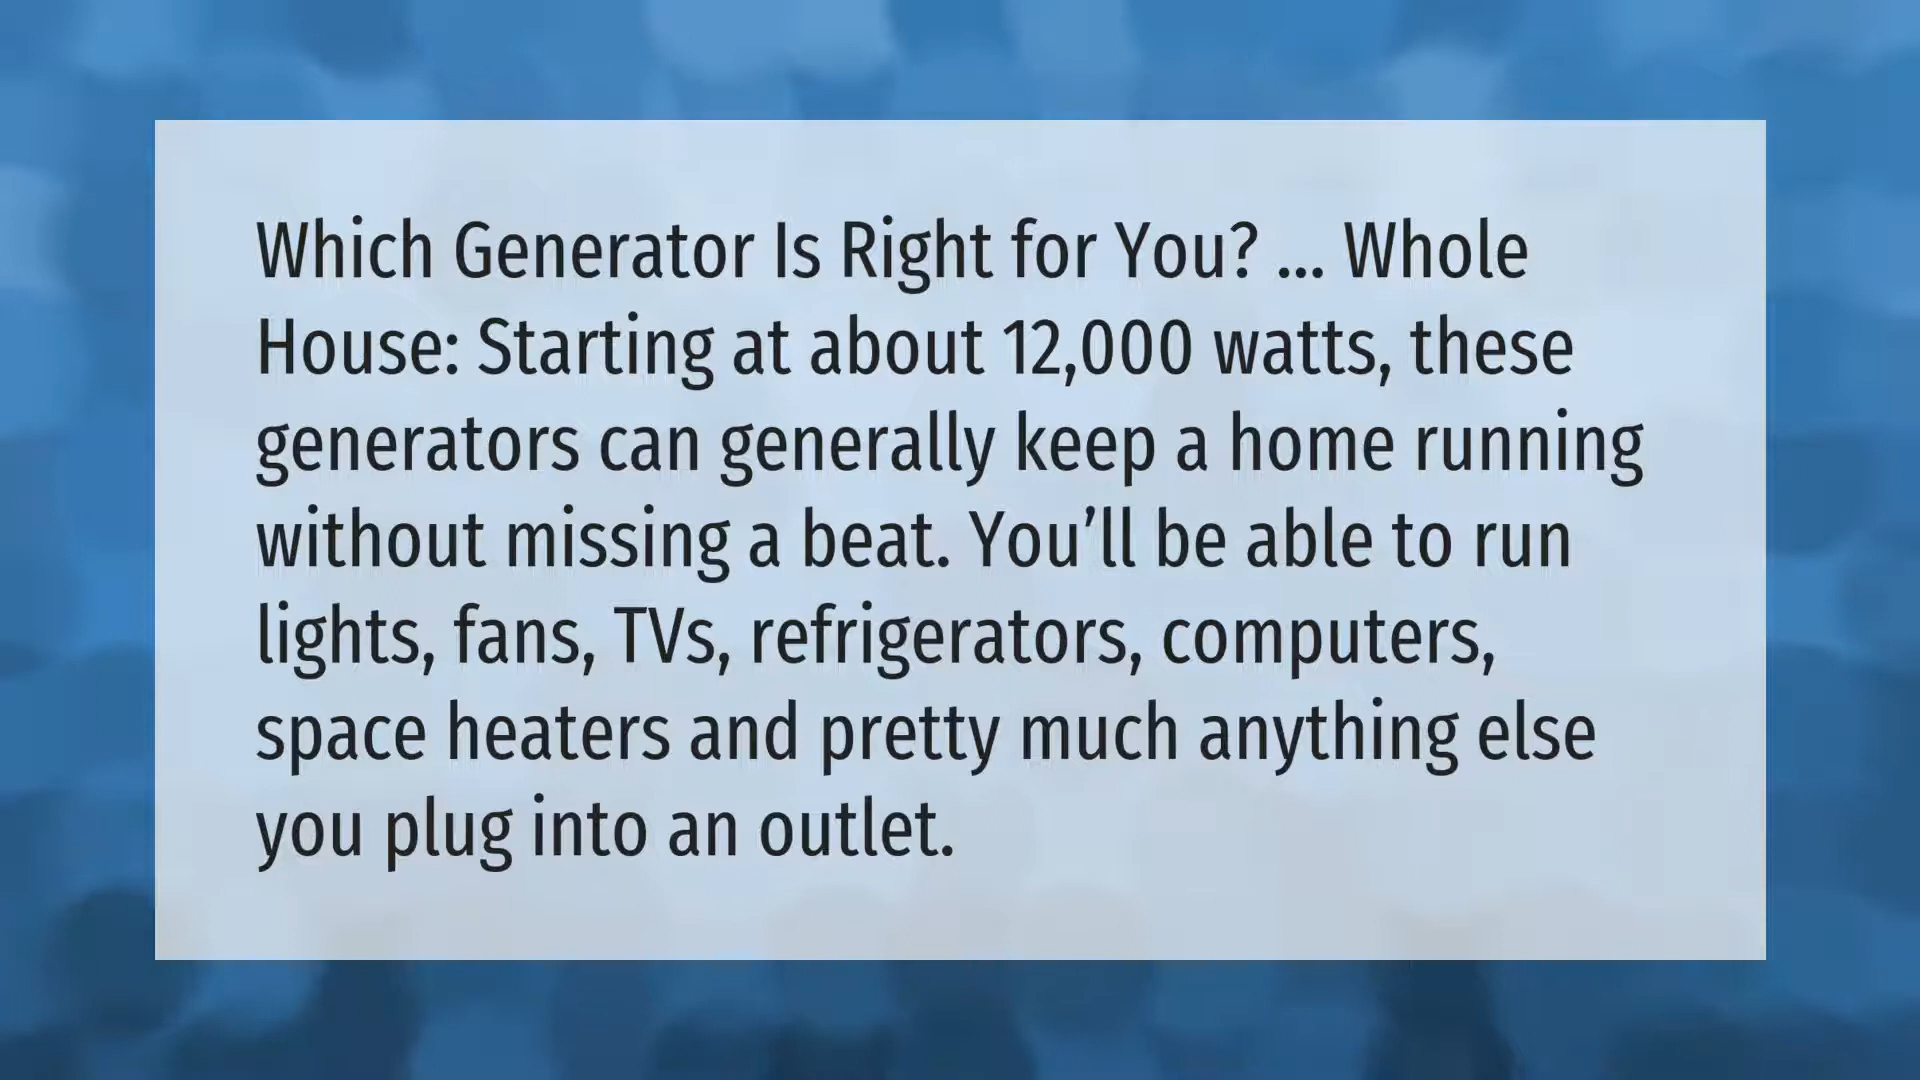 Which Generator Is Right for You? ... Whole
House: Starting at about 12,000 watts, these
generators can generally keep a home running
without missing a beat. You’ll be able to run
lights, fans, TVs, refrigerators, computers,
space heaters and pretty much anything else
you plug into an outlet.